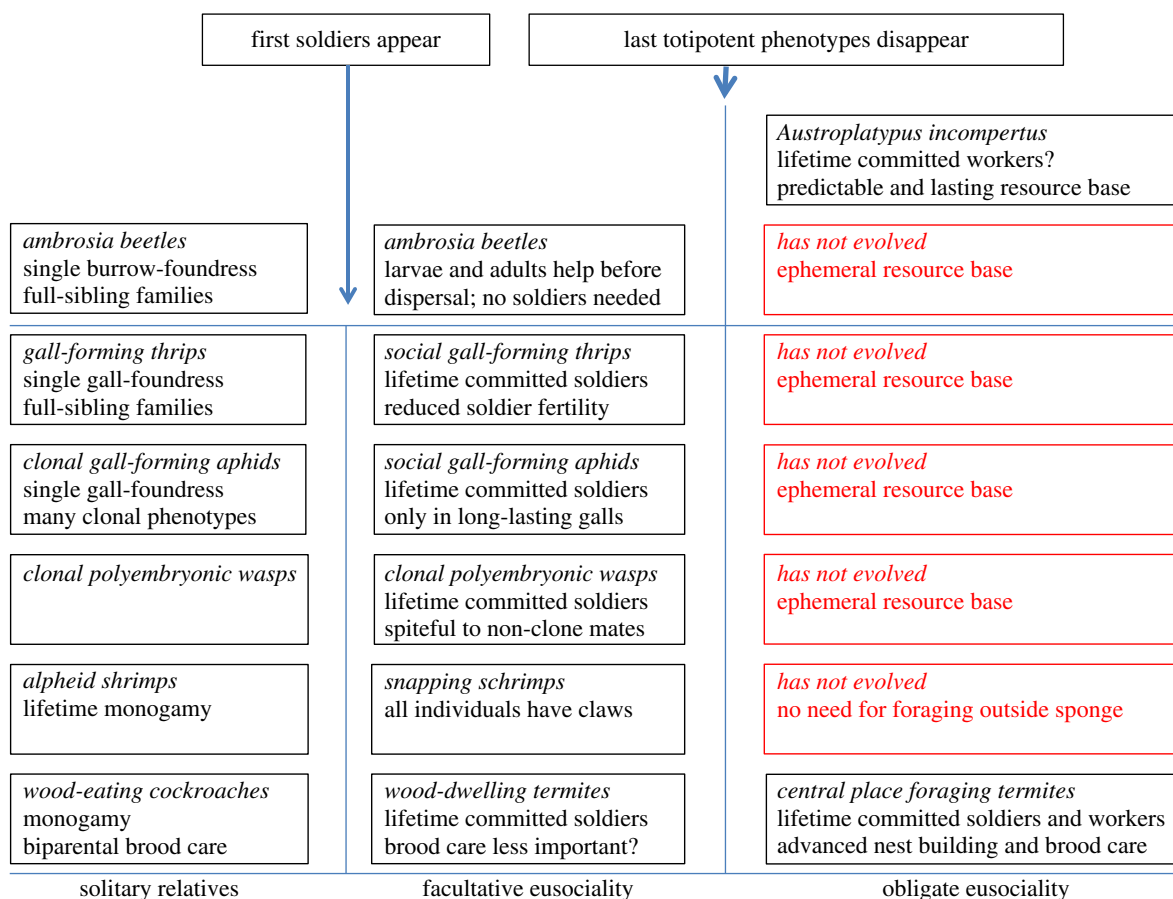 first soldiers appear
last totipotent phenotypes disappear
Austroplatypus incompertus
lifetime committed workers?
predictable and lasting resource base
ambrosia beetles
single burrow-foundress
full-sibling families
ambrosia beetles
larvae and adults help before
dispersal; no soldiers needed
has not evolved
ephemeral resource base
gall-forming thrips
single gall-foundress
full-sibling families
social gall-forming thrips
lifetime committed soldiers
reduced soldier fertility
has not evolved
ephemeral resource base
clonal gall-forming aphids
single gall-foundress
many clonal phenotypes
social gall-forming aphids
lifetime committed soldiers
only in long-lasting galls
has not evolved
ephemeral resource base
clonal polyembryonic wasps
clonal polyembryonic wasps
lifetime committed soldiers
spiteful to non-clone mates
has not evolved
ephemeral resource base
alpheid shrimps
lifetime monogamy
snapping schrimps
all individuals have claws
has not evolved
no need for foraging outside sponge
wood-eating cockroaches
monogamy
biparental brood care
wood-dwelling termites
lifetime committed soldiers
brood care less important?
central place foraging termites
lifetime committed soldiers and workers
advanced nest building and brood care
solitary relatives
facultative eusociality
obligate eusociality